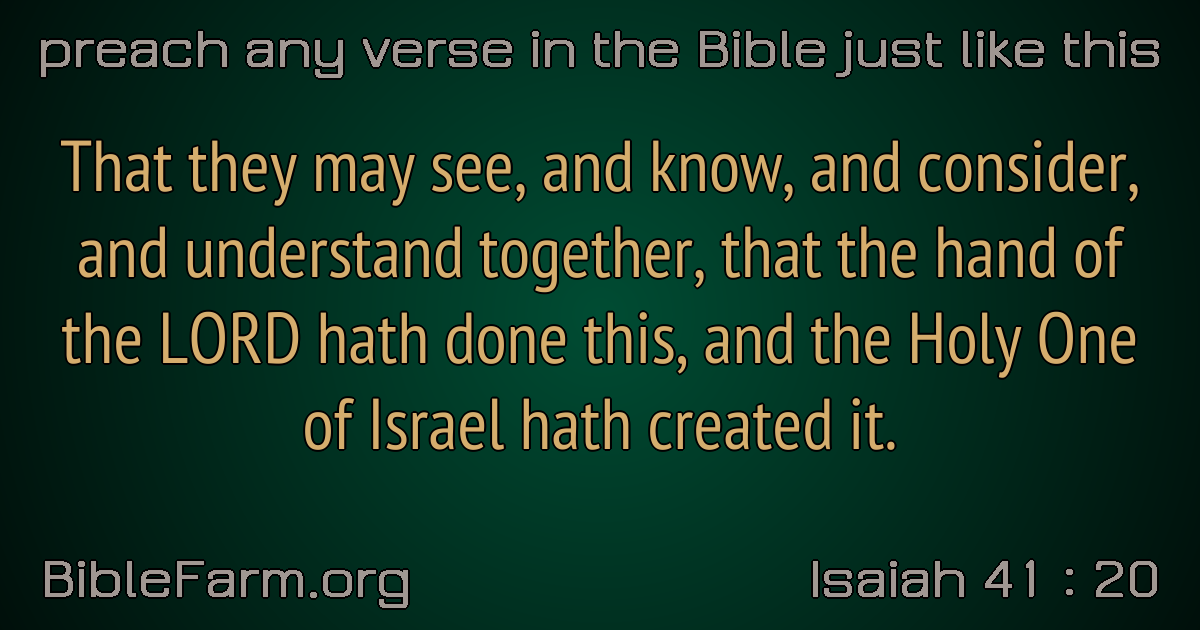 preach any verse in the Bible just like this
That they may see, and know, and consider,
and understand together, that the hand of
the LORD hath done this, and the Holy One
of Israel hath created it.
BibleFarm.org
Isaiah 41 : 20